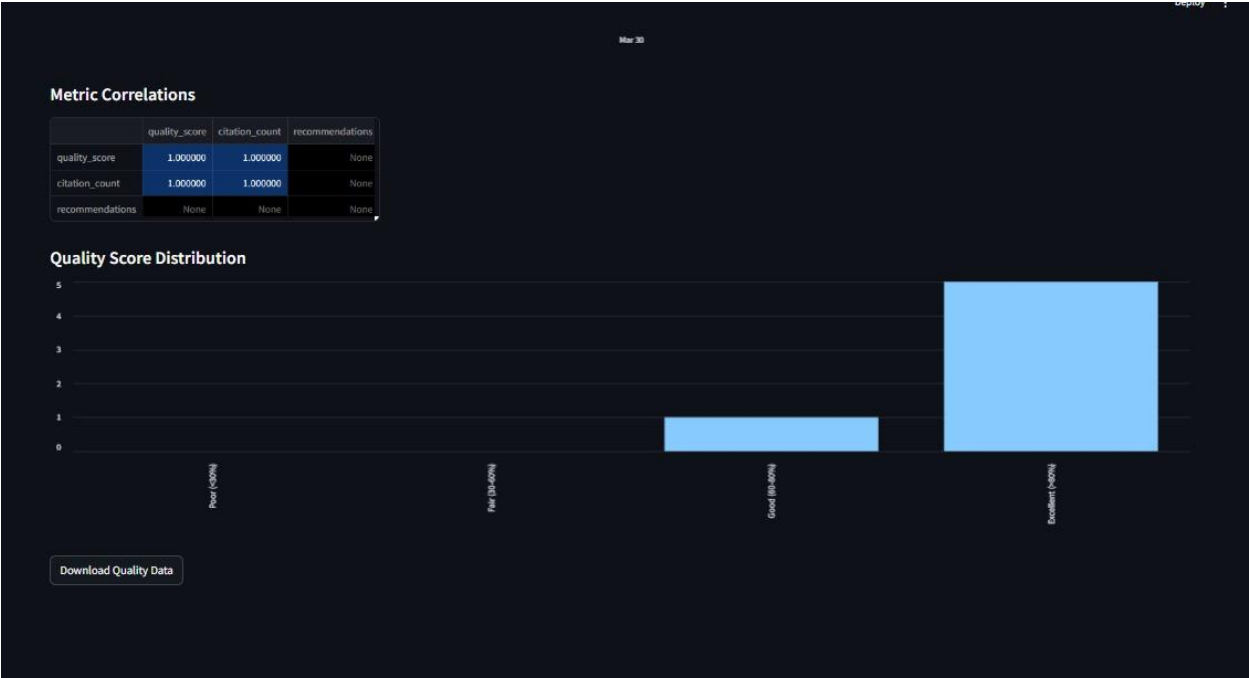 Deploy
Mar 30
Metric Correlations
quality_score citation_count recommendations
quality_score 1.000000 1.000000 None
citation_count 1.000000 1.000000 None
recommendations None None None
Quality Score Distribution
5
4
3
2
1
0
Poor (<30%)
Fair (30-60%)
Good (60-80%)
Excellent (>80%)
Download Quality Data